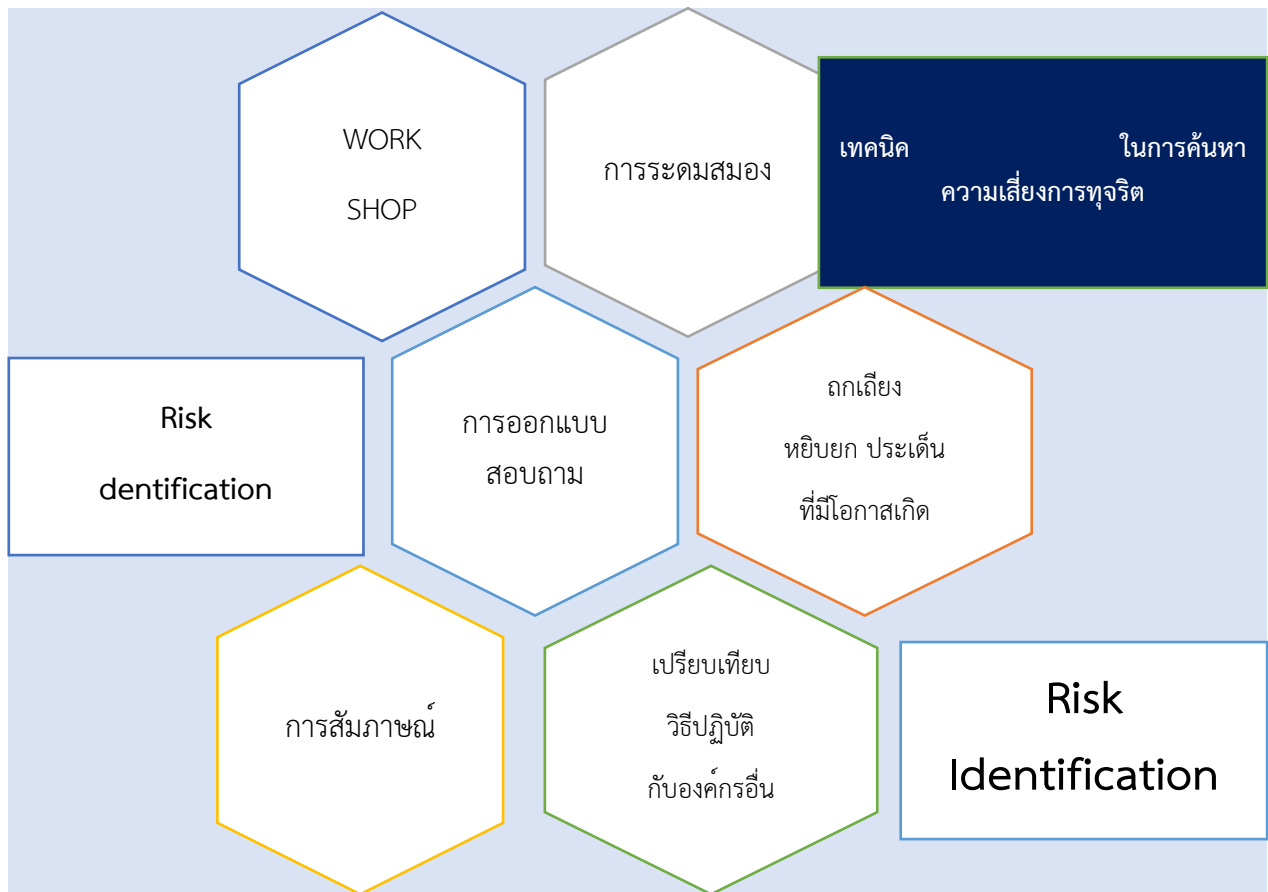 WORK
SHOP
การระดมสมอง
เทคนิค ในการค้นหา
ความเสี่ยงการทุจริต
Risk
dentification
การออกแบบ
สอบถาม
ถกเถียง
หยิบยก ประเด็น
ที่มีโอกาสเกิด
การสัมภาษณ์
เปรียบเทียบ
วิธีปฏิบัติ
กับองค์กรอื่น
Risk
Identification